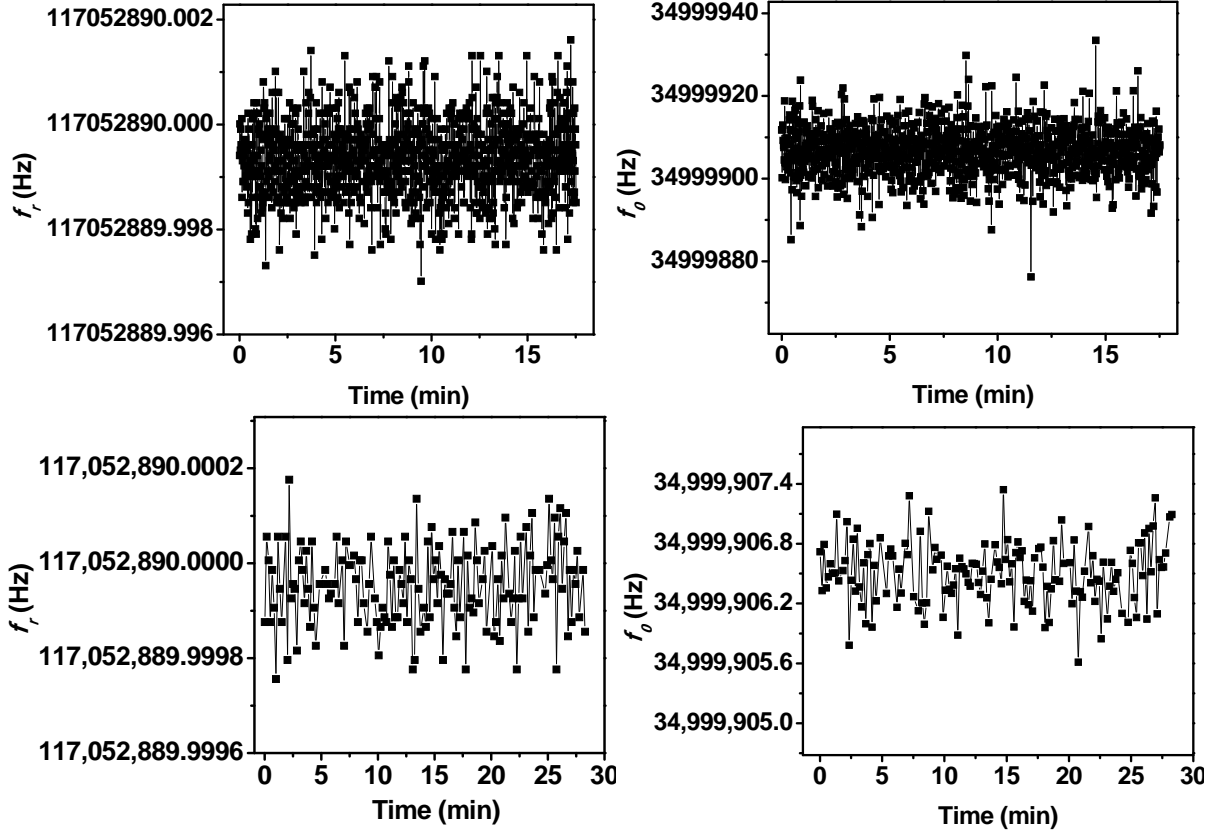 117052890.002
117052890.000
117052889.998
117052889.996
f_r (Hz)
0 5 10 15
Time (min)
34999940
34999920
34999900
34999880
f_0 (Hz)
0 5 10 15
Time (min)
117,052,890.0002
117,052,890.0000
117,052,889.9998
117,052,889.9996
f_r (Hz)
0 5 10 15 20 25 30
Time (min)
34,999,907.4
34,999,906.8
34,999,906.2
34,999,905.6
34,999,905.0
f_0 (Hz)
0 5 10 15 20 25 30
Time (min)